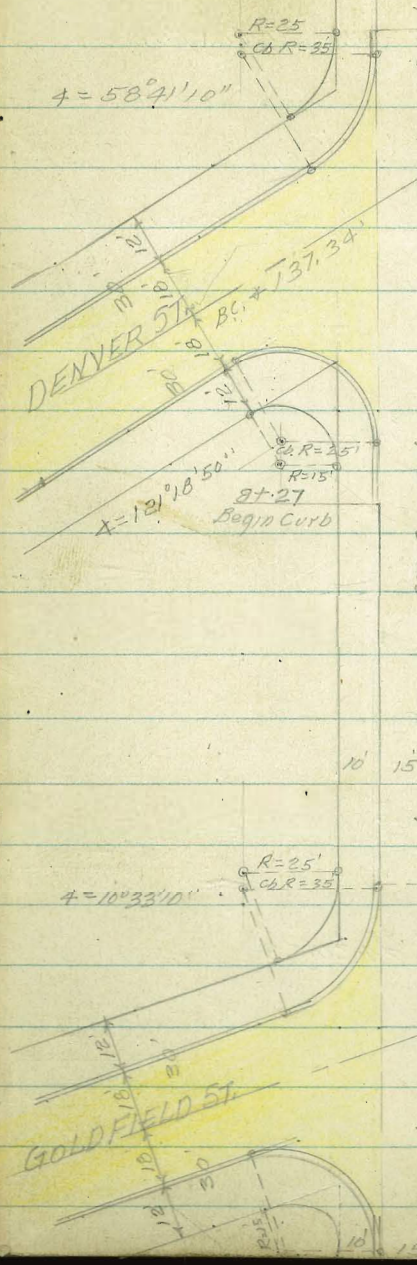 R=25
cb. R=35'
∠= 58°41'10"
12'
30'
18'
DENVER ST.
BC. ∠ 137.34'
18'
30'
12'
cb. R=25'
R=15'
∠=121°18'50"
8+.27
Begin Curb
10' 15
R=25'
cb R=35
∠=10°33'10"
12'
30'
18'
GOLDFIELD ST.
18'
30'
12'
R=15'
10'